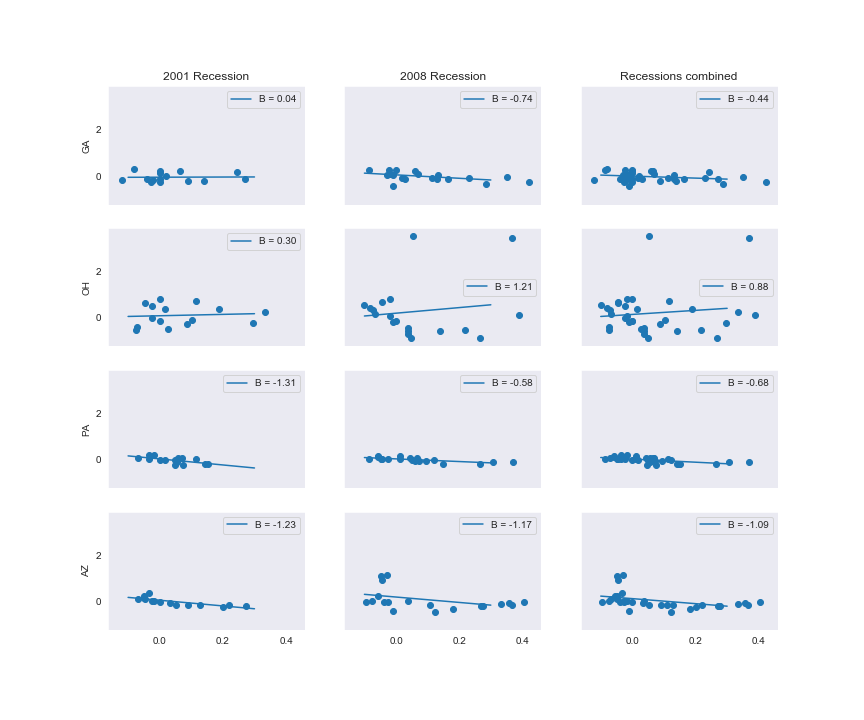 2001 Recession 2008 Recession Recessions combined
B = 0.04 B = -0.74 B = -0.44
2
GA
0
B = 0.30 B = 1.21 B = 0.88
2
OH
0
B = -1.31 B = -0.58 B = -0.68
2
PA
0
B = -1.23 B = -1.17 B = -1.09
2
AZ
0
0.0 0.2 0.4 0.0 0.2 0.4 0.0 0.2 0.4